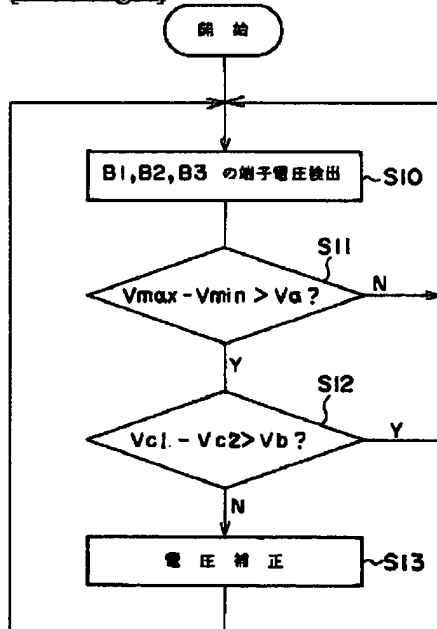 開 始
B1,B2,B3 の端子電圧検出
S10
S11
Vmax-Vmin > Va ?
N
Y
S12
Vc1 - Vc2 > Vb ?
Y
N
電 圧 補 正
S13